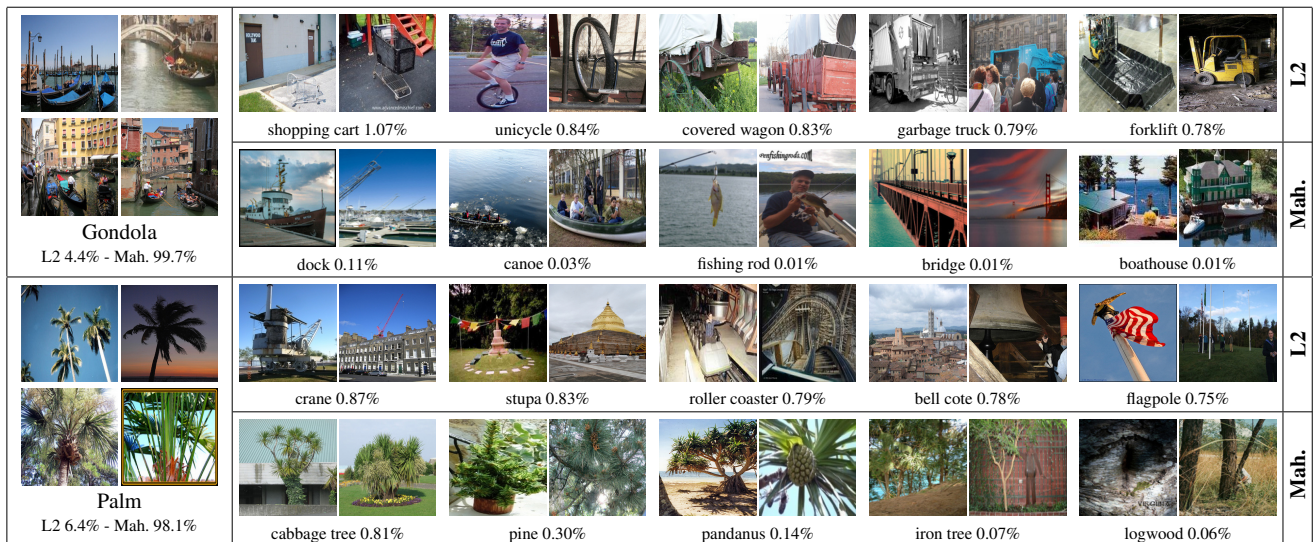 Gondola
L2 4.4% - Mah. 99.7%
shopping cart 1.07%
unicycle 0.84%
covered wagon 0.83%
garbage truck 0.79%
forklift 0.78%
L2
dock 0.11%
canoe 0.03%
fishing rod 0.01%
bridge 0.01%
boathouse 0.01%
Mah.
Palm
L2 6.4% - Mah. 98.1%
crane 0.87%
stupa 0.83%
roller coaster 0.79%
bell cote 0.78%
flagpole 0.75%
L2
cabbage tree 0.81%
pine 0.30%
pandanus 0.14%
iron tree 0.07%
logwood 0.06%
Mah.